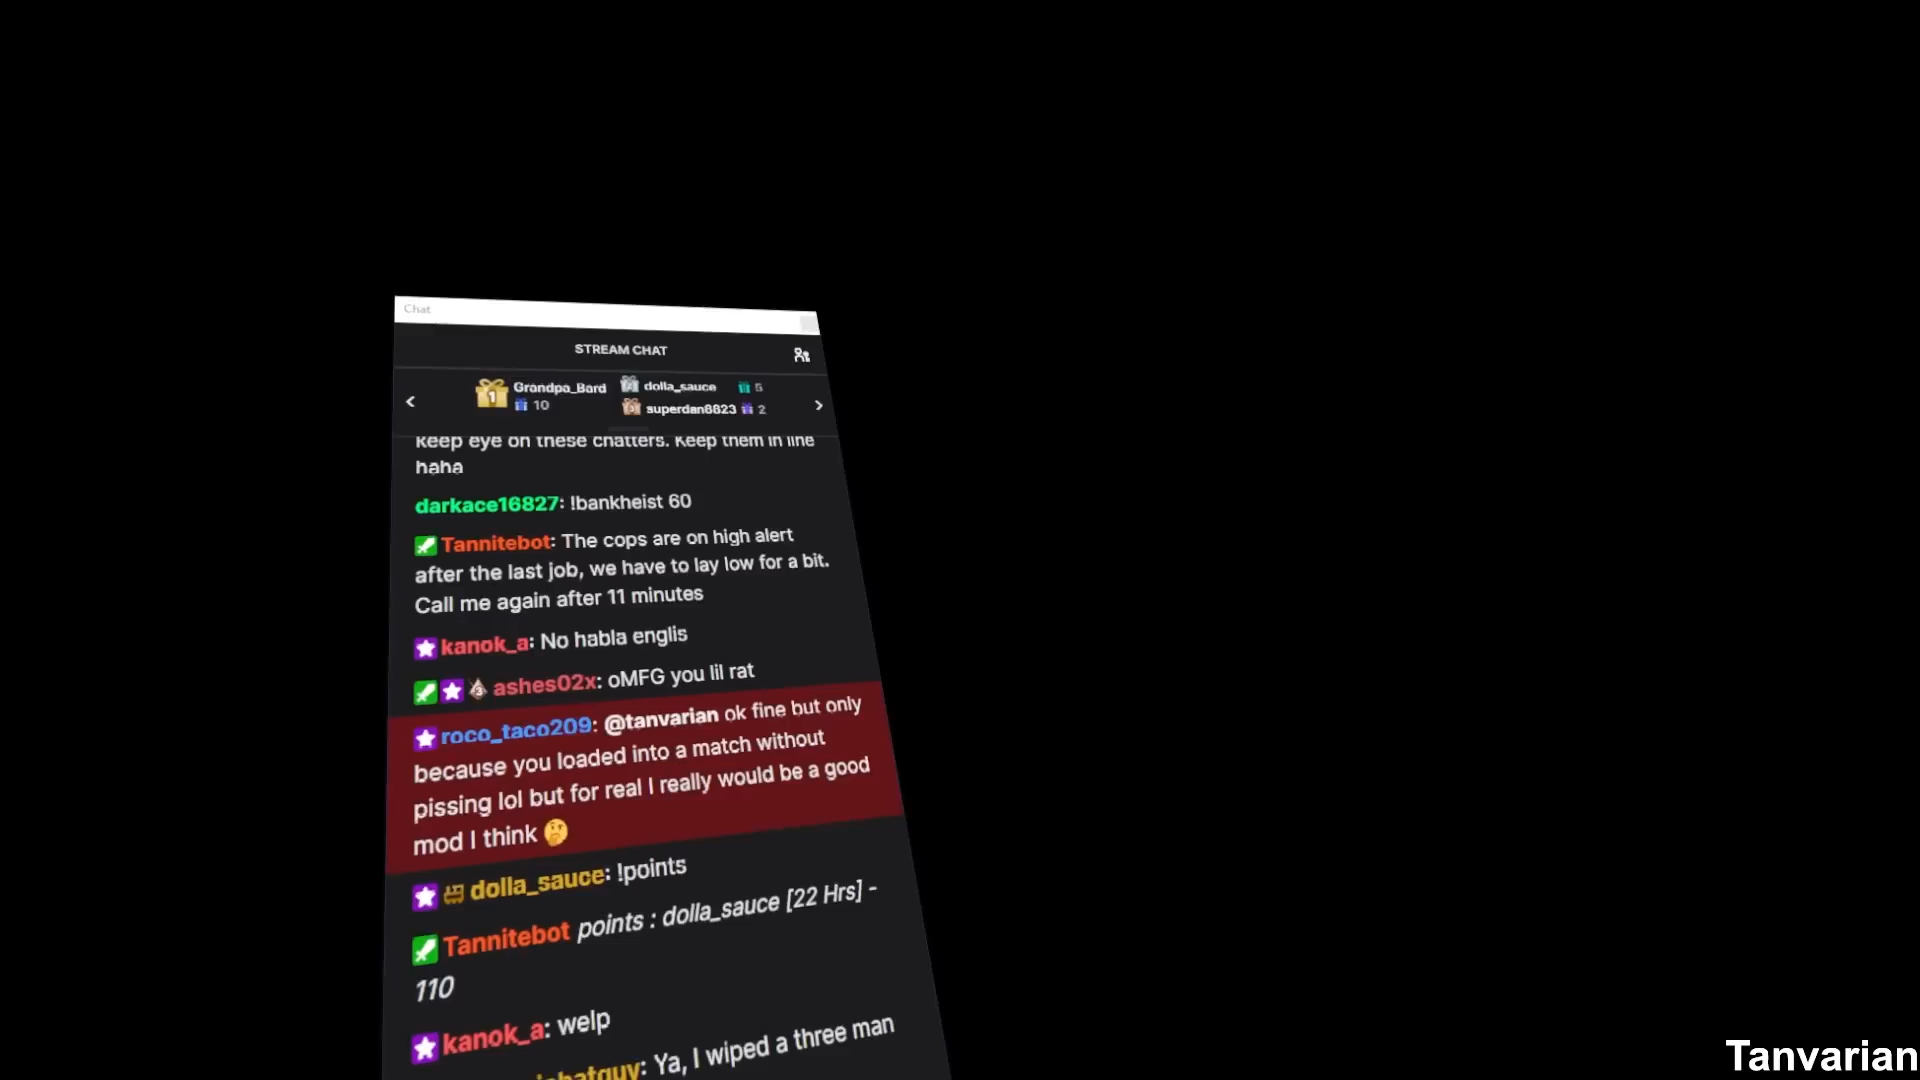 Chat
STREAM CHAT
1 Grandpa_Bard
10
dolla_sauce 5
superdan8823 2
keep eye on these chatters. Keep them in line
haha
darkace16827: !bankheist 60
Tannitebot: The cops are on high alert
after the last job, we have to lay low for a bit.
Call me again after 11 minutes
kanok_a: No habla englis
3 ashes02x: oMFG you lil rat
roco_taco209: @tanvarian ok fine but only
because you loaded into a match without
pissing lol but for real I really would be a good
mod I think 🤔
dolla_sauce: !points
Tannitebot points : dolla_sauce [22 Hrs] -
110
kanok_a: welp
Ya, I wiped a three man
Tanvarian